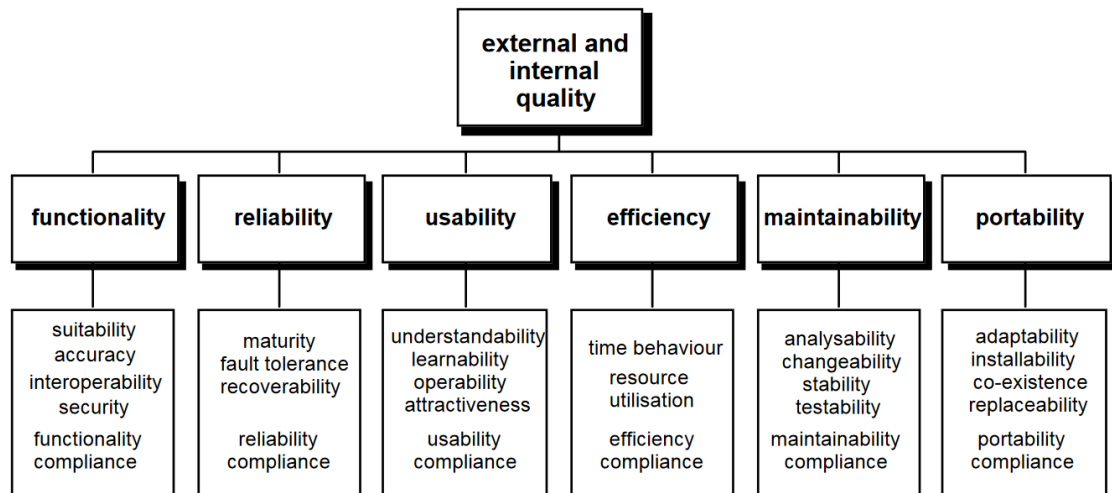 external and
internal
quality
functionality
reliability
usability
efficiency
maintainability
portability
suitability
accuracy
interoperability
security
functionality
compliance
maturity
fault tolerance
recoverability
reliability
compliance
understandability
learnability
operability
attractiveness
usability
compliance
time behaviour
resource
utilisation
efficiency
compliance
analysability
changeability
stability
testability
maintainability
compliance
adaptability
installability
co-existence
replaceability
portability
compliance